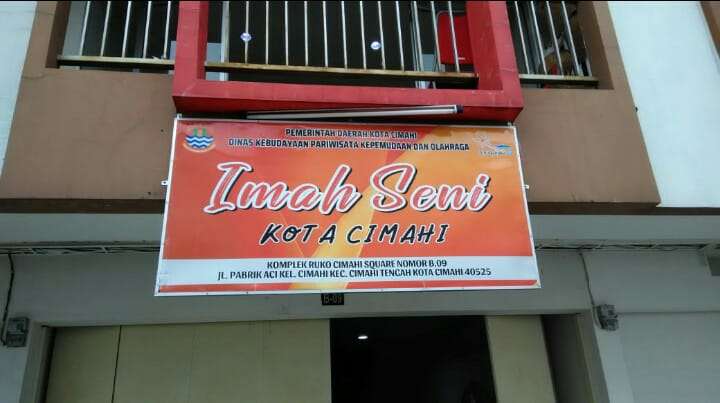 PEMERINTAH DAERAH KOTA CIMAHI
DINAS KEBUDAYAAN PARIWISATA KEPEMUDAAN DAN OLAHRAGA
Imah Seni
KOTA CIMAHI
KOMPLEK RUKO CIMAHI SQUARE NOMOR B.09
JL. PABRIK ACI KEL. CIMAHI KEC. CIMAHI TENGAH KOTA CIMAHI 40525
B-09